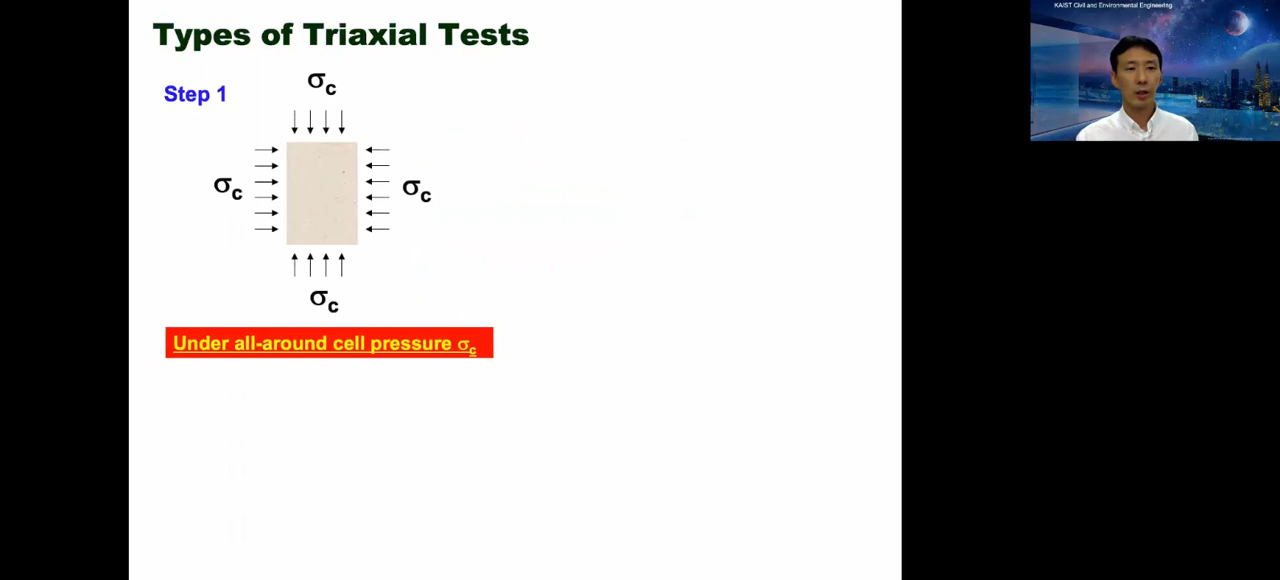 KAIST Civil and Environmental Engineering
Types of Triaxial Tests
Step 1
σc
σc
σc
σc
Under all-around cell pressure σc